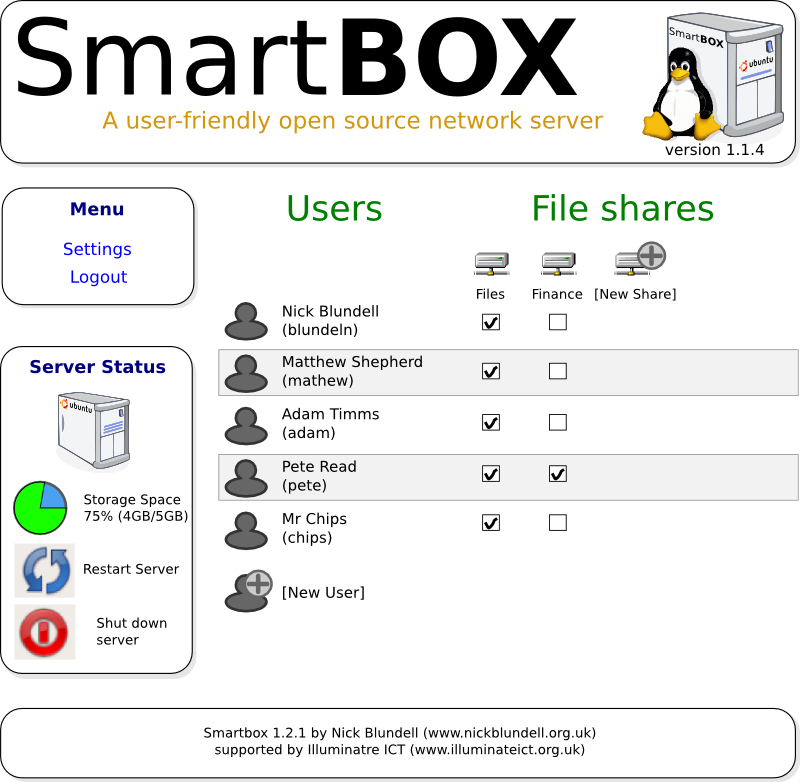 SmartBOX
A user-friendly open source network server
SmartBOX
ubuntu
version 1.1.4
Menu
Settings
Logout
Server Status
ubuntu
Storage Space
75% (4GB/5GB)
Restart Server
Shut down
server
Users
File shares
Files
Finance
[New Share]
Nick Blundell
(blundeln)
Matthew Shepherd
(mathew)
Adam Timms
(adam)
Pete Read
(pete)
Mr Chips
(chips)
[New User]
Smartbox 1.2.1 by Nick Blundell (www.nickblundell.org.uk)
supported by Illuminatre ICT (www.illuminateict.org.uk)